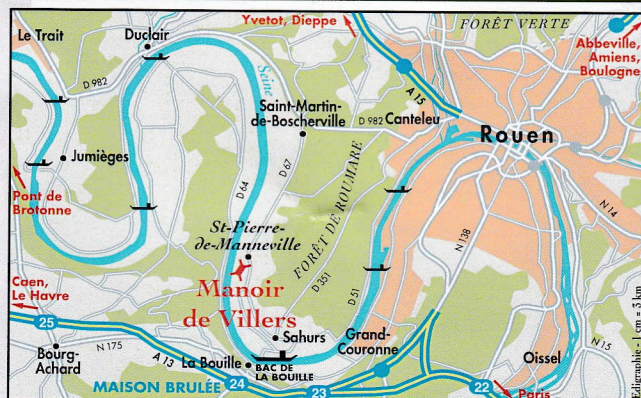 Yvetot, Dieppe
FORÊT VERTE
Le Trait
Duclair
Abbeville,
Amiens,
Boulogne
Seine
D 982
A 15
Saint-Martin-
de-Boscherville
D 982
Canteleu
Rouen
Jumièges
D 67
D 64
FORÊT DE ROUMARE
Pont de
Brotonne
N 14
St-Pierre-
de-Manneville
N 138
D 351
D 51
Manoir
de Villers
Caen,
Le Havre
25
Sahurs
Grand-
Couronne
Bourg-
Achard
N 175
A 13
La Bouille
BAC DE
LA BOUILLE
Oissel
N 15
MAISON BRULÉE
24
23
22
Paris
1 cm = 3 km